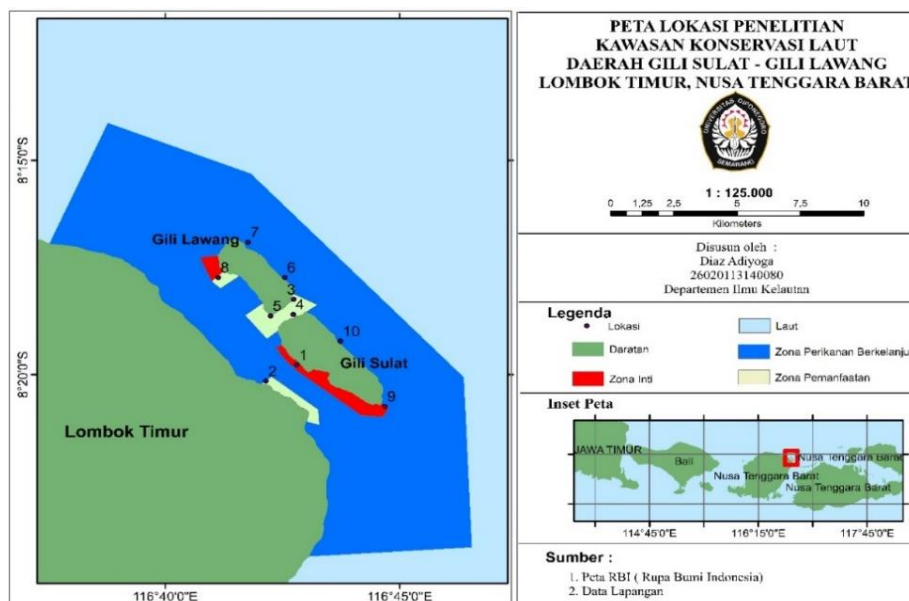 8°15'0"S
8°20'0"S
116°40'0"E
116°45'0"E
Gili Lawang
7
8
6
3
4
5
10
Gili Sulat
1
2
9
Lombok Timur
PETA LOKASI PENELITIAN
KAWASAN KONSERVASI LAUT
DAERAH GILI SULAT - GILI LAWANG
LOMBOK TIMUR, NUSA TENGGARA BARAT
UNIVERSITAS DIPONEGORO
SEMARANG
1 : 125.000
0 1,25 2,5 5 7,5 10
Kilometers
Disusun oleh :
Diaz Adiyoga
26020113140080
Departemen Ilmu Kelautan
Legenda
Lokasi
Daratan
Zona Inti
Laut
Zona Perikanan Berkelanju
Zona Pemanfaatan
Inset Peta
JAWA TIMUR
Bali
Nusa Tenggara Barat
Nusa Tenggara Barat
Nusa Tenggara Barat
114°45'0"E 116°15'0"E 117°45'0"E
Sumber :
1. Peta RBI ( Rupa Bumi Indonesia)
2. Data Lapangan